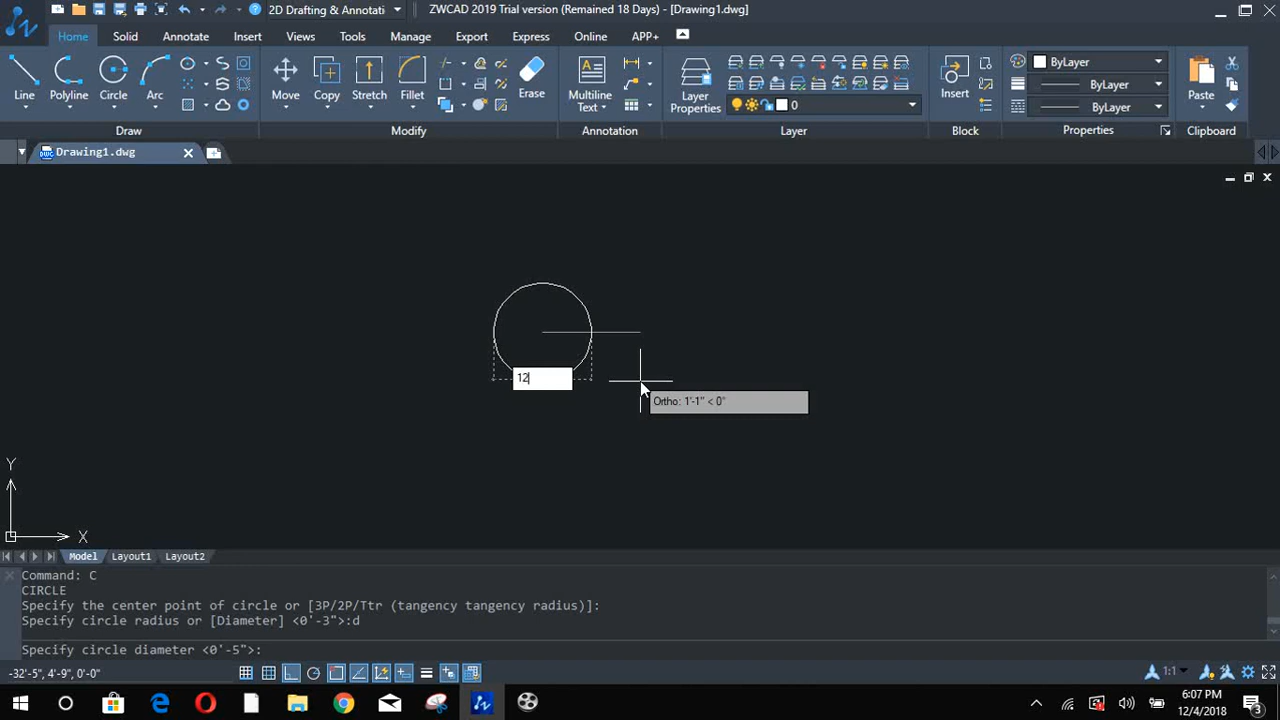 2D Drafting & Annotati
ZWCAD 2019 Trial version (Remained 18 Days) - [Drawing1.dwg]
Home
Solid
Annotate
Insert
Views
Tools
Manage
Export
Express
Online
APP+
Line
Polyline
Circle
Arc
Move
Copy
Stretch
Fillet
Erase
Multiline
Text
Layer
Properties
0
Insert
ByLayer
ByLayer
ByLayer
Paste
Draw
Modify
Annotation
Layer
Block
Properties
Clipboard
Drawing1.dwg
12
Ortho: 1'-1" < 0°
Y
X
Model
Layout1
Layout2
Command: C
CIRCLE
Specify the center point of circle or [3P/2P/Ttr (tangency tangency radius)]:
Specify circle radius or [Diameter] <0'-3">:d
Specify circle diameter <0'-5">:
-32'-5", 4'-9", 0'-0"
1:1
6:07 PM
12/4/2018
3